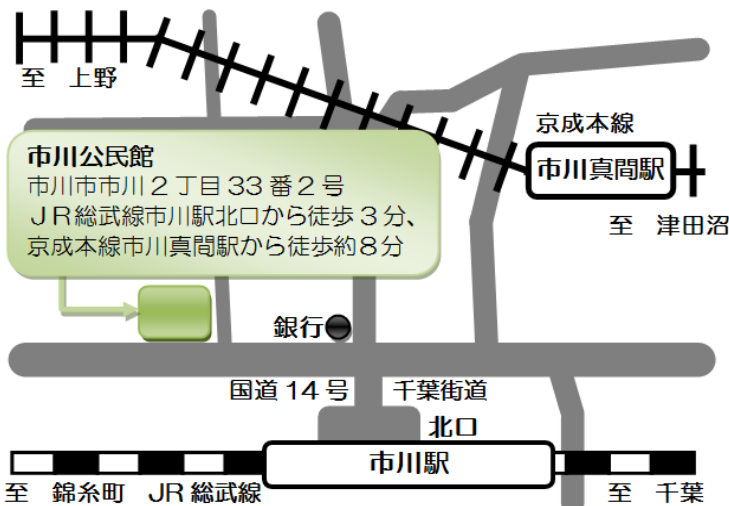 至 上野
京成本線
市川真間駅
至 津田沼
市川公民館
市川市市川2丁目33番2号
JR総武線市川駅北口から徒歩3分、
京成本線市川真間駅から徒歩約8分
銀行
国道14号 千葉街道
北口
市川駅
至 錦糸町 JR総武線 至 千葉